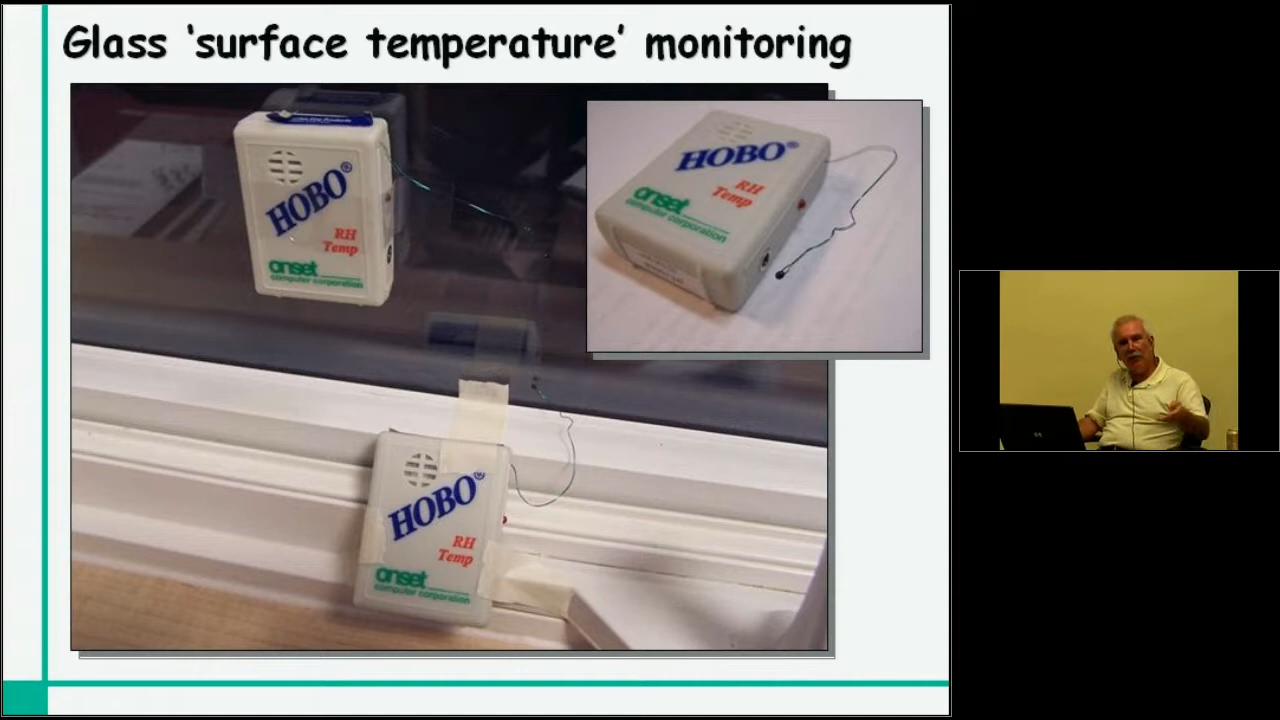 Glass ‘surface temperature’ monitoring
HOBO®
RH
Temp
onset
computer corporation
HOBO®
RH
Temp
onset
computer corporation
HOBO®
RH
Temp
onset
computer corporation